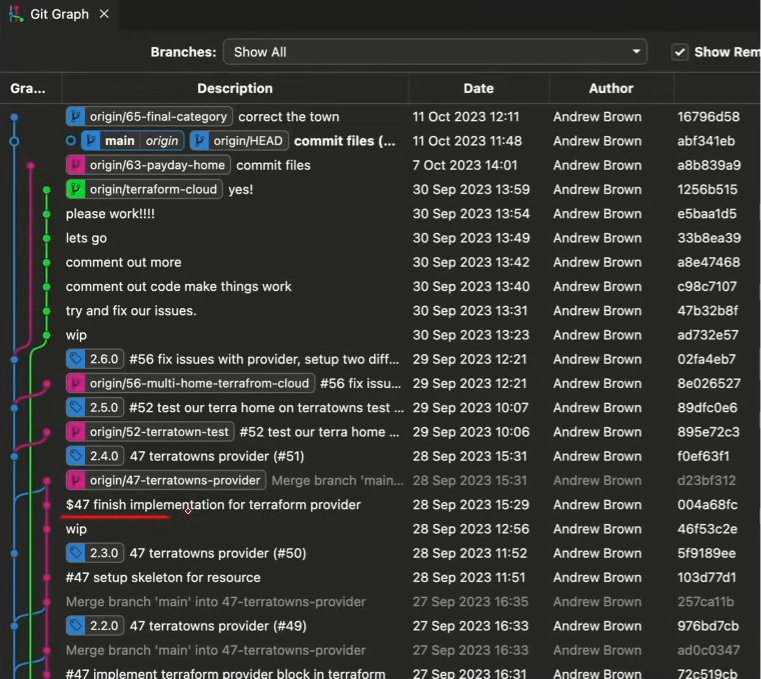 Git Graph
Branches: Show All Show Rem
Gra... Description Date Author
origin/65-final-category correct the town 11 Oct 2023 12:11 Andrew Brown 16796d58
main origin origin/HEAD commit files (... 11 Oct 2023 11:48 Andrew Brown abf341eb
origin/63-payday-home commit files 7 Oct 2023 14:01 Andrew Brown a8b839a9
origin/terraform-cloud yes! 30 Sep 2023 13:59 Andrew Brown 1256b515
please work!!!! 30 Sep 2023 13:54 Andrew Brown e5baa1d5
lets go 30 Sep 2023 13:49 Andrew Brown 33b8ea39
comment out more 30 Sep 2023 13:42 Andrew Brown a8e47468
comment out code make things work 30 Sep 2023 13:40 Andrew Brown c98c7107
try and fix our issues. 30 Sep 2023 13:31 Andrew Brown 47b32b8f
wip 30 Sep 2023 13:23 Andrew Brown ad732e57
2.6.0 #56 fix issues with provider, setup two diff... 29 Sep 2023 12:21 Andrew Brown 02fa4eb7
origin/56-multi-home-terrafrom-cloud #56 fix issu... 29 Sep 2023 12:21 Andrew Brown 8e026527
2.5.0 #52 test our terra home on terratowns test ... 29 Sep 2023 10:07 Andrew Brown 89dfc0e6
origin/52-terratown-test #52 test our terra home ... 29 Sep 2023 10:06 Andrew Brown 895e72c3
2.4.0 47 terratowns provider (#51) 28 Sep 2023 15:31 Andrew Brown f0ef63f1
origin/47-terratowns-provider Merge branch 'main... 28 Sep 2023 15:31 Andrew Brown d23bf312
$47 finish implementation for terraform provider 28 Sep 2023 15:29 Andrew Brown 004a68fc
wip 28 Sep 2023 12:56 Andrew Brown 46f53c2e
2.3.0 47 terratowns provider (#50) 28 Sep 2023 11:52 Andrew Brown 5f9189ee
#47 setup skeleton for resource 28 Sep 2023 11:51 Andrew Brown 103d77d1
Merge branch 'main' into 47-terratowns-provider 27 Sep 2023 16:35 Andrew Brown 257ca11b
2.2.0 47 terratowns provider (#49) 27 Sep 2023 16:33 Andrew Brown 976bd7cb
Merge branch 'main' into 47-terratowns-provider 27 Sep 2023 16:33 Andrew Brown ad0c0347
#47 implement terraform provider block in terraform 27 Sep 2023 16:31 Andrew Brown 72c519cb